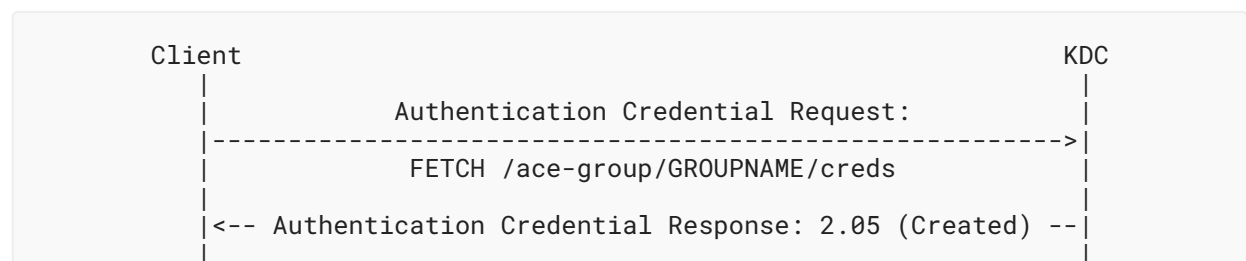 Client KDC
Authentication Credential Request:
------------------------------------------------------------->
FETCH /ace-group/GROUPNAME/creds
<-- Authentication Credential Response: 2.05 (Created) --